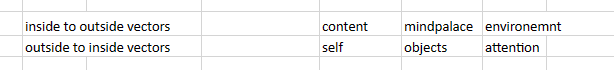 inside to outside vectors content mindpalace environemnt
outside to inside vectors self objects attention